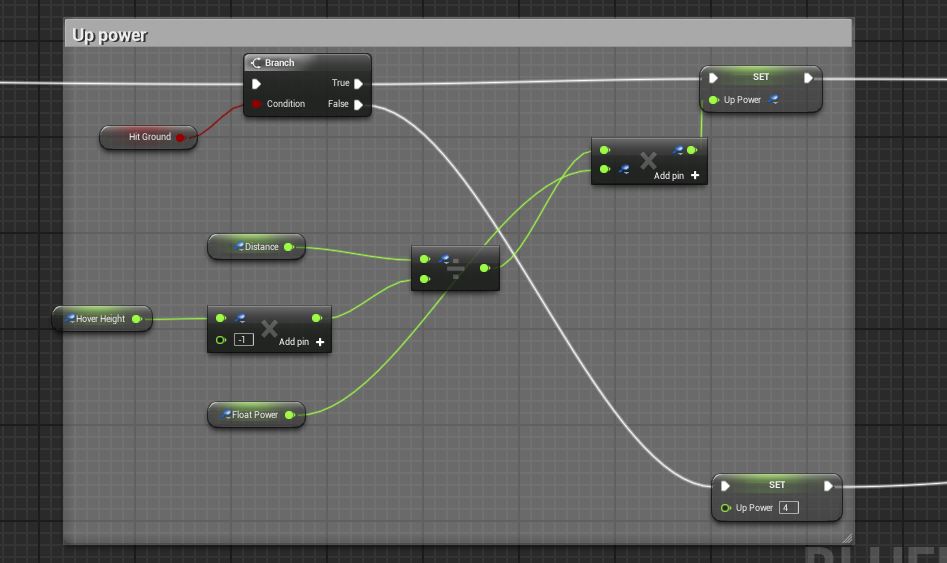 Up power
Branch
True
Condition
False
Hit Ground
SET
Up Power
Add pin +
Distance
÷
Hover Height
-1
Add pin +
Float Power
SET
Up Power 4